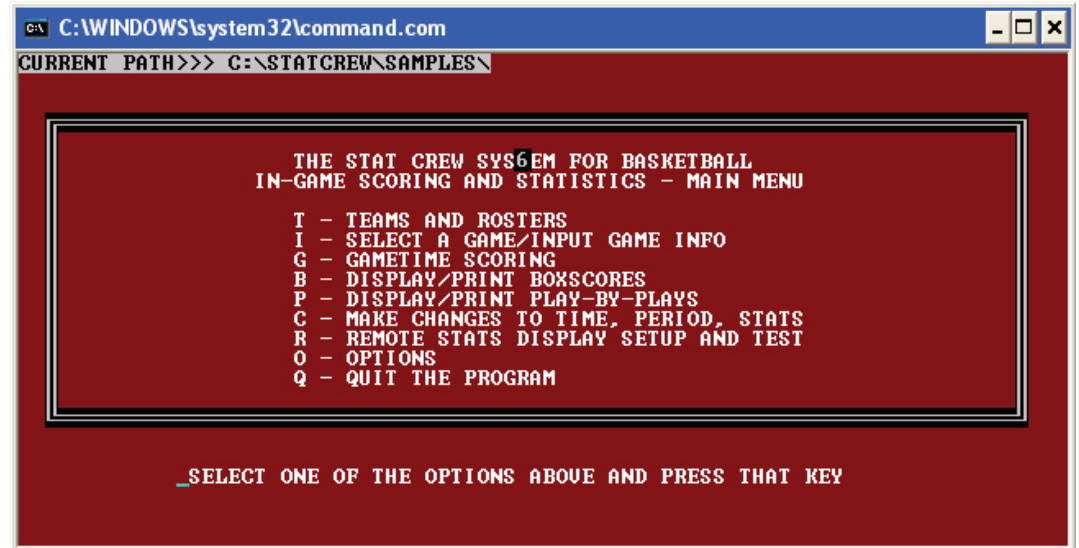 C:\WINDOWS\system32\command.com
CURRENT PATH>>> C:\STATCREW\SAMPLES\
THE STAT CREW SYS6EM FOR BASKETBALL
IN-GAME SCORING AND STATISTICS - MAIN MENU
T - TEAMS AND ROSTERS
I - SELECT A GAME/INPUT GAME INFO
G - GAMETIME SCORING
B - DISPLAY/PRINT BOXSCORES
P - DISPLAY/PRINT PLAY-BY-PLAYS
C - MAKE CHANGES TO TIME, PERIOD, STATS
R - REMOTE STATS DISPLAY SETUP AND TEST
O - OPTIONS
Q - QUIT THE PROGRAM
_SELECT ONE OF THE OPTIONS ABOVE AND PRESS THAT KEY